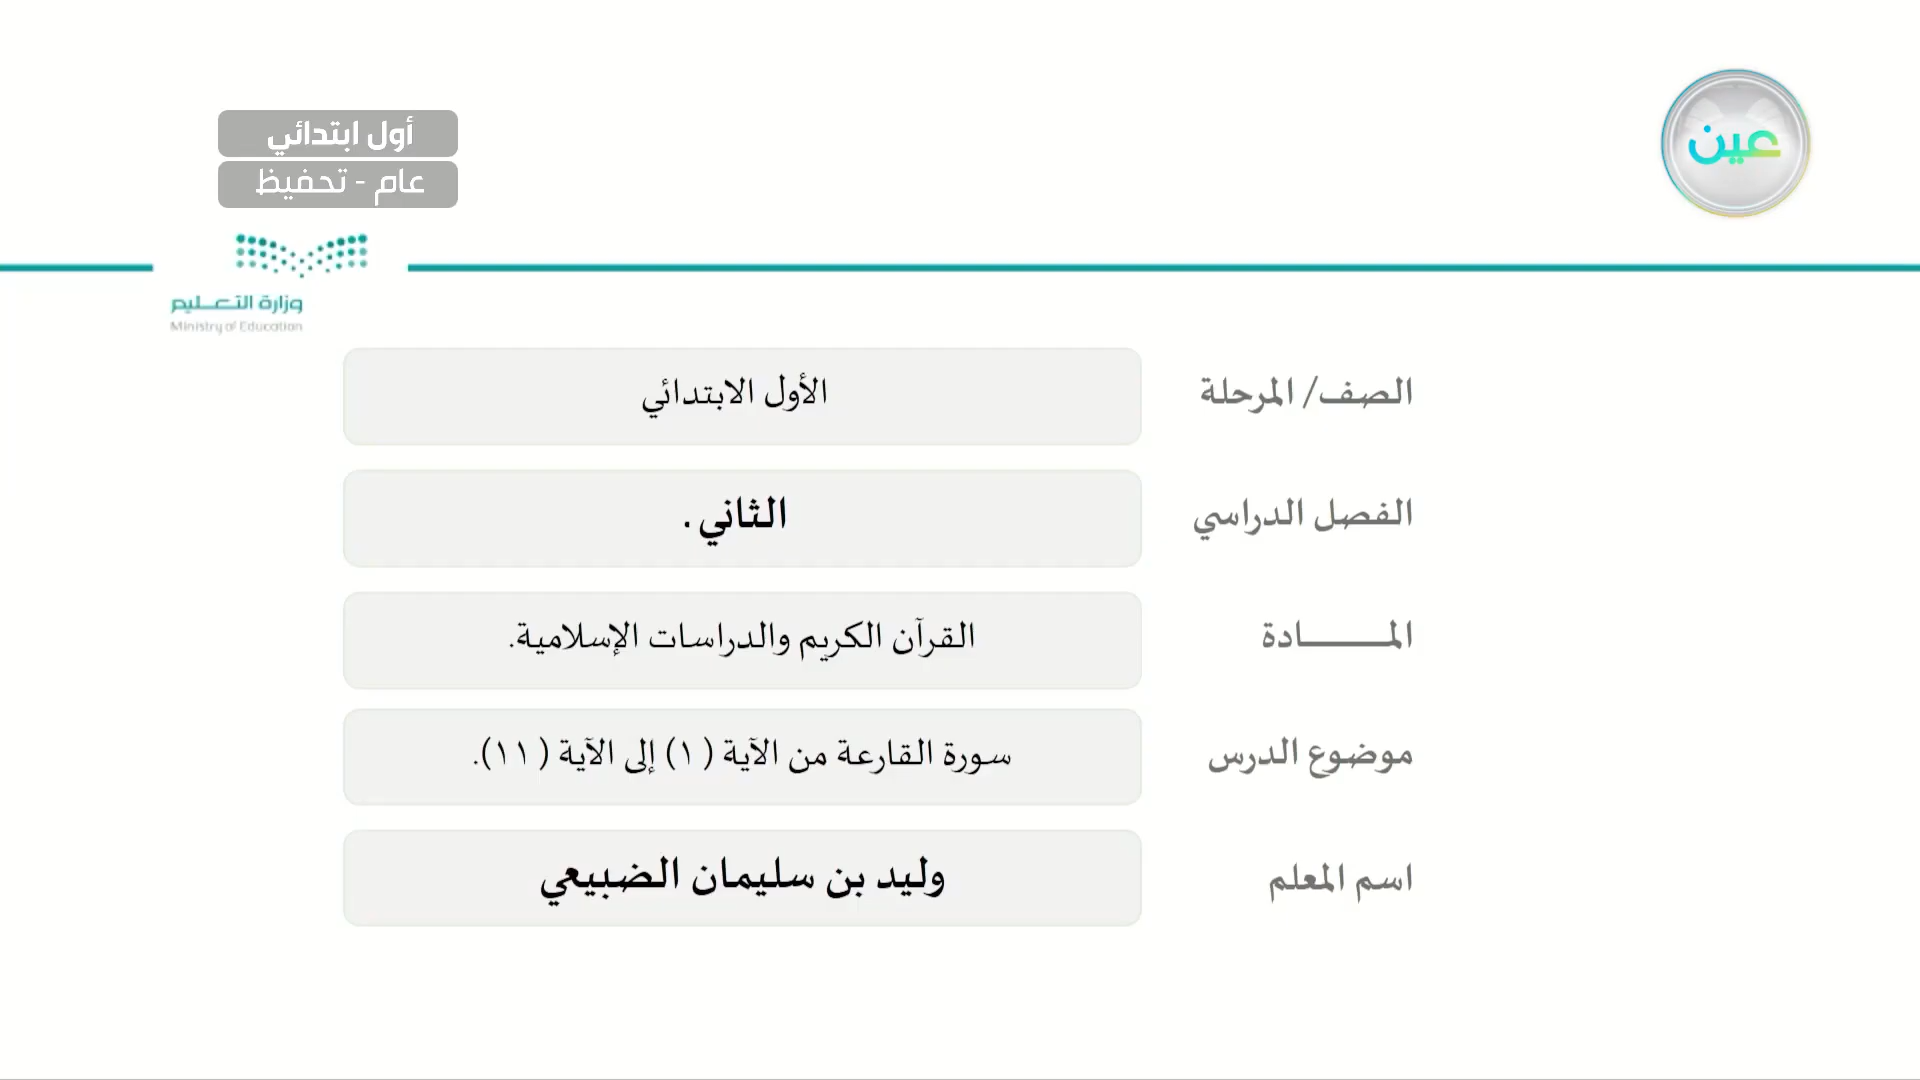 عين
أول ابتدائي
عام - تحفيظ
وزارة التعليم
Ministry of Education
الصف/ المرحلة
الأول الابتدائي
الفصل الدراسي
الثاني .
المـــــــــادة
القرآن الكريم والدراسات الإسلامية.
موضوع الدرس
سورة القارعة من الآية ( ١) إلى الآية ( ١١).
اسم المعلم
وليد بن سليمان الضبيعي